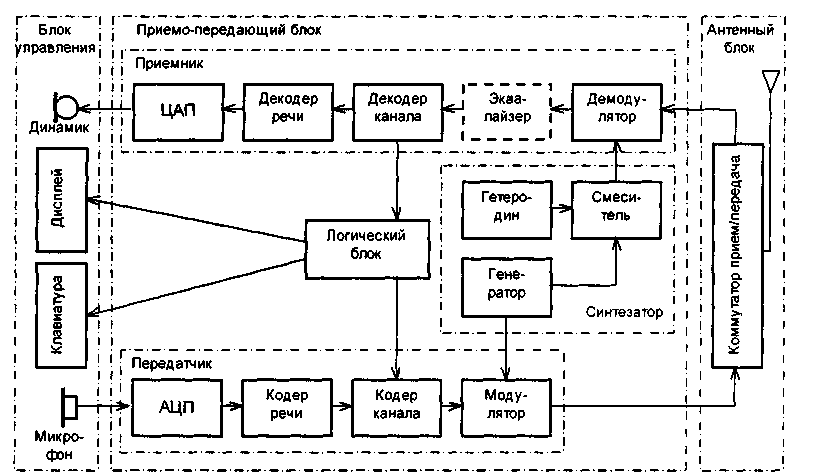 Блок
управления
Приемо-передающий блок
Антенный
блок
Приемник
ЦАП
Декодер
речи
Декодер
канала
Эква-
лайзер
Демоду-
лятор
Динамик
Дисплей
Гетеро-
дин
Смеси-
тель
Логический
блок
Гене-
ратор
Синтезатор
Клавиатура
Коммутатор прием/передача
Передатчик
АЦП
Кодер
речи
Кодер
канала
Моду-
лятор
Микро-
фон